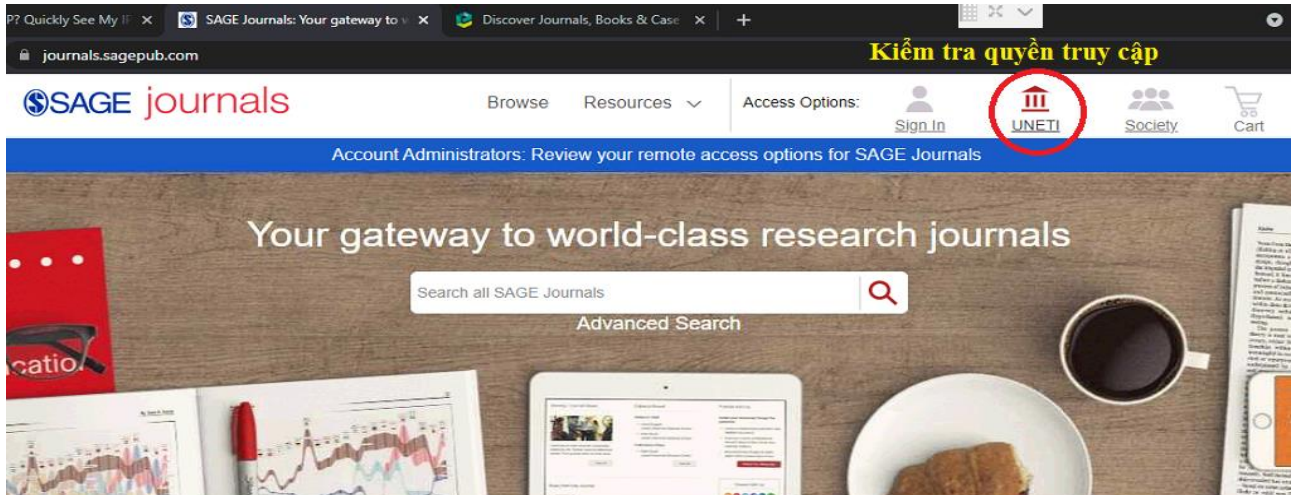 P? Quickly See My IP
SAGE Journals: Your gateway to w
Discover Journals, Books & Case
journals.sagepub.com
Kiểm tra quyền truy cập
SAGE journals
Browse
Resources
Access Options:
Sign In
UNETI
Society
Cart
Account Administrators: Review your remote access options for SAGE Journals
Your gateway to world-class research journals
Search all SAGE Journals
Advanced Search
catio